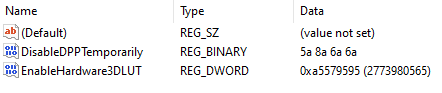 Name Type Data
(Default) REG_SZ (value not set)
DisableDPPTemporarily REG_BINARY 5a 8a 6a 6a
EnableHardware3DLUT REG_DWORD 0xa5579595 (2773980565)